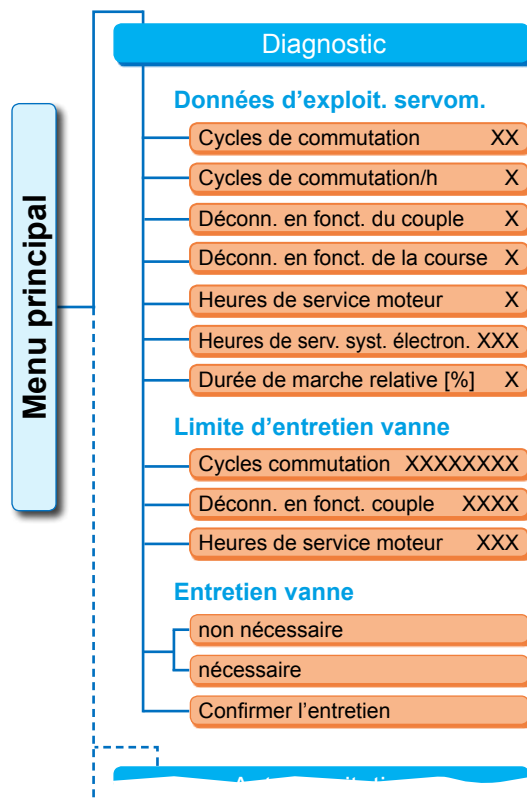 Menu principal
Diagnostic
Données d’exploit. servom.
Cycles de commutation XX
Cycles de commutation/h X
Déconn. en fonct. du couple X
Déconn. en fonct. de la course X
Heures de service moteur X
Heures de serv. syst. électron. XXX
Durée de marche relative [%] X
Limite d’entretien vanne
Cycles commutation XXXXXXXX
Déconn. en fonct. couple XXXX
Heures de service moteur XXX
Entretien vanne
non nécessaire
nécessaire
Confirmer l’entretien